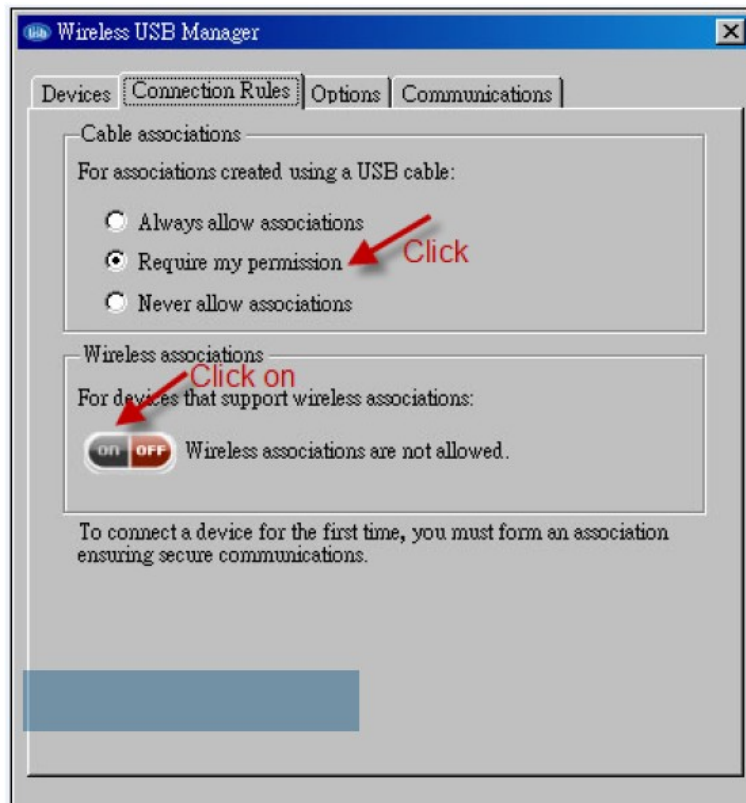 Wireless USB Manager
Devices Connection Rules Options Communications
Cable associations
For associations created using a USB cable:
Always allow associations
Require my permission
Click
Never allow associations
Wireless associations
Click on
For devices that support wireless associations:
on OFF Wireless associations are not allowed.
To connect a device for the first time, you must form an association
ensuring secure communications.